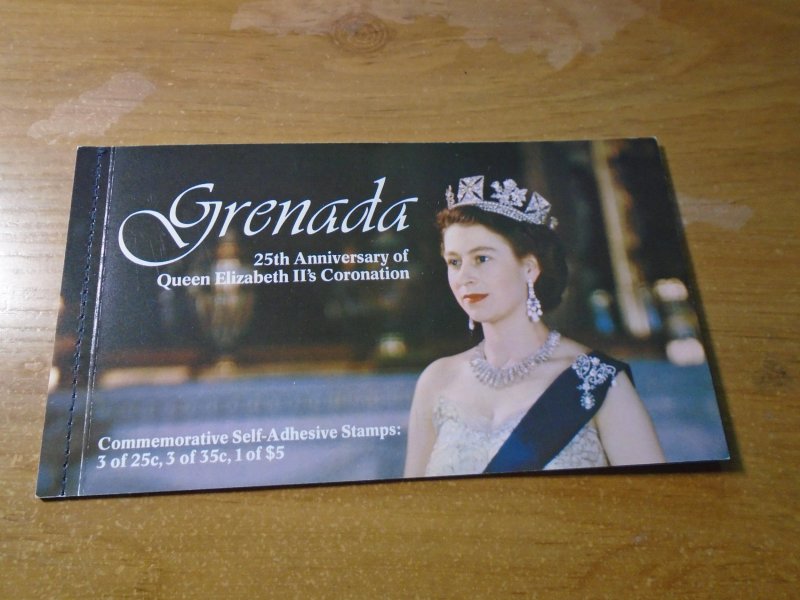 Grenada
25th Anniversary of
Queen Elizabeth II's Coronation
Commemorative Self-Adhesive Stamps:
3 of 25c, 3 of 35c, 1 of $5